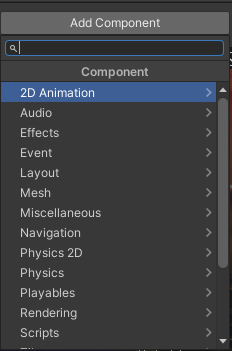 Add Component
Component
2D Animation
Audio
Effects
Event
Layout
Mesh
Miscellaneous
Navigation
Physics 2D
Physics
Playables
Rendering
Scripts